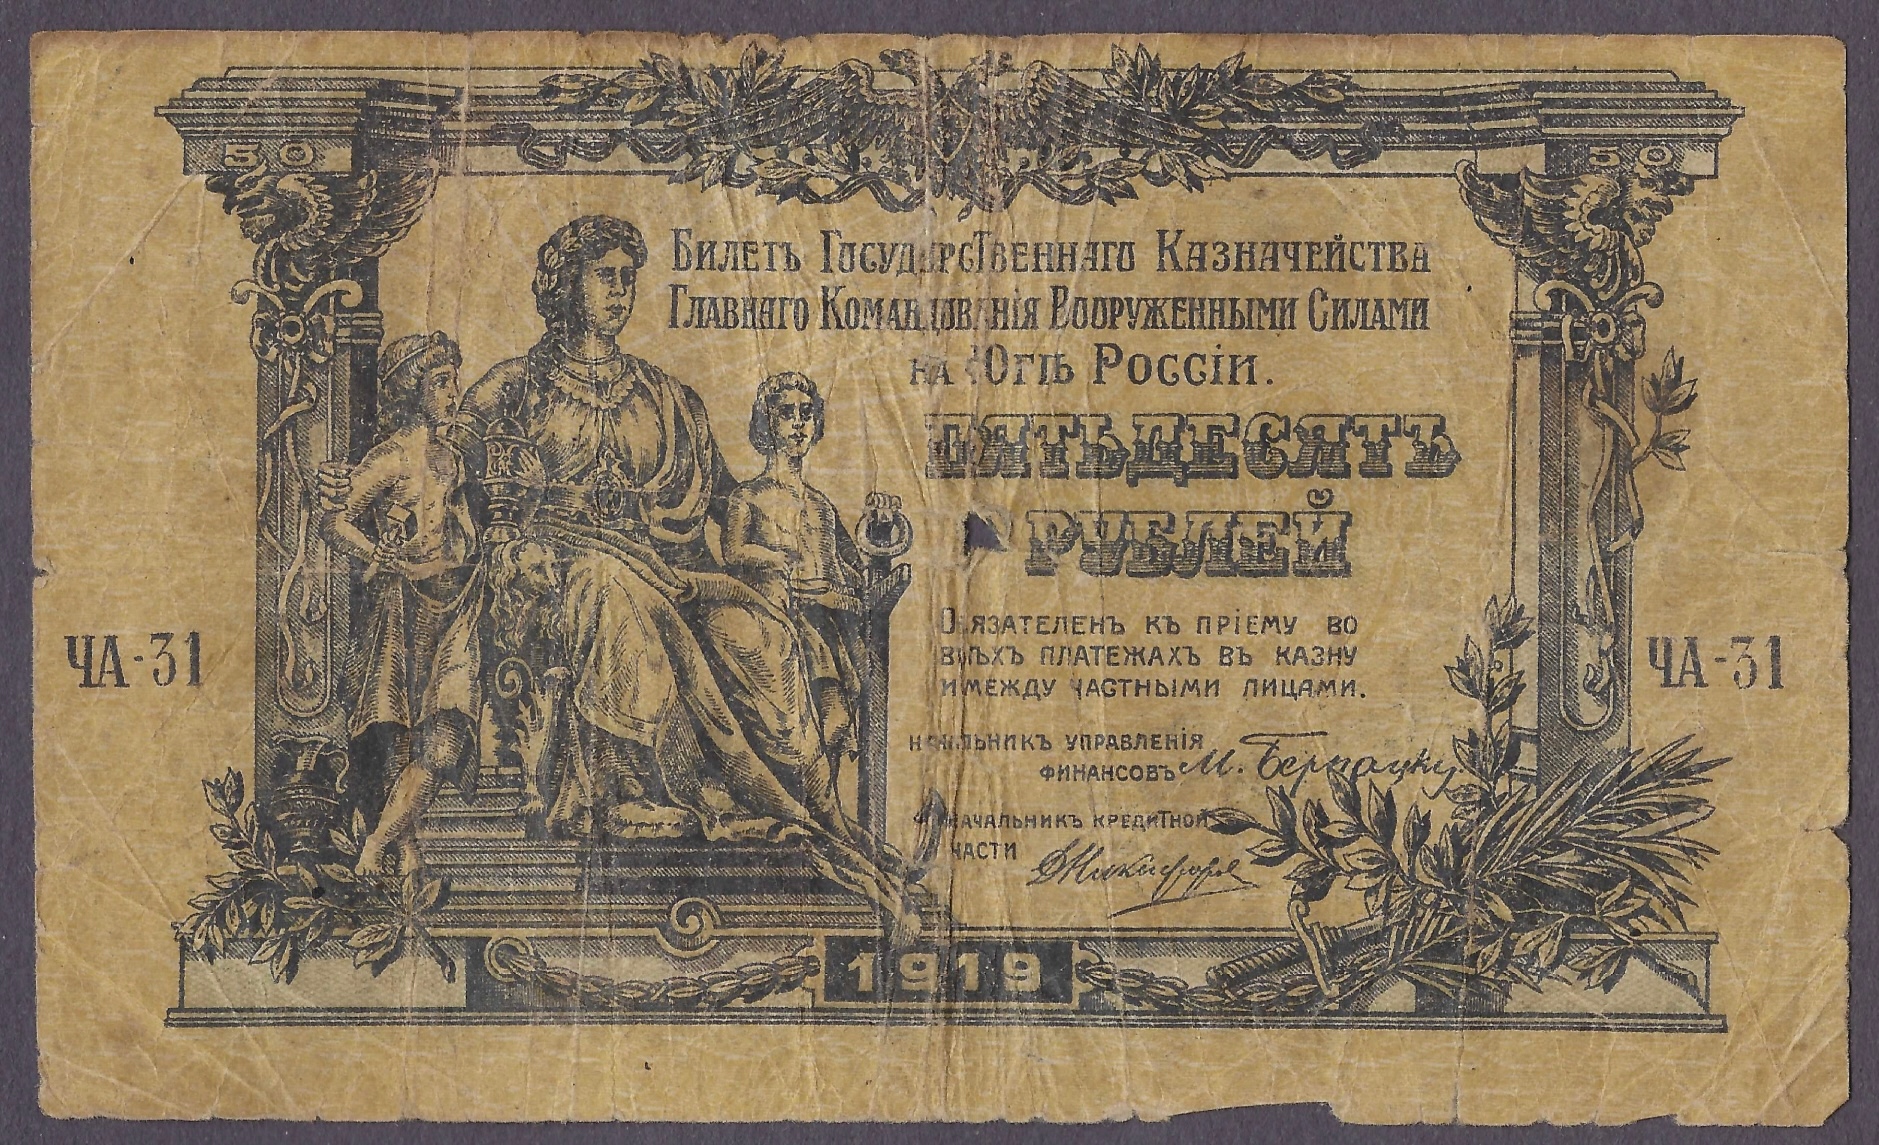 50
50
Билетъ Государственнаго Казначейства
Главнаго Командованія Вооруженными Силами
на Югѣ Россіи.
ПЯТЬДЕСЯТЪ
РУБЛЕЙ
Обязателенъ къ пріему во
всѣхъ платежахъ въ казну
и между частными лицами.
ЧА-31
ЧА-31
Начальникъ Управленія
Финансовъ М. Бернацкій
Начальникъ Кредитной
Части
1919